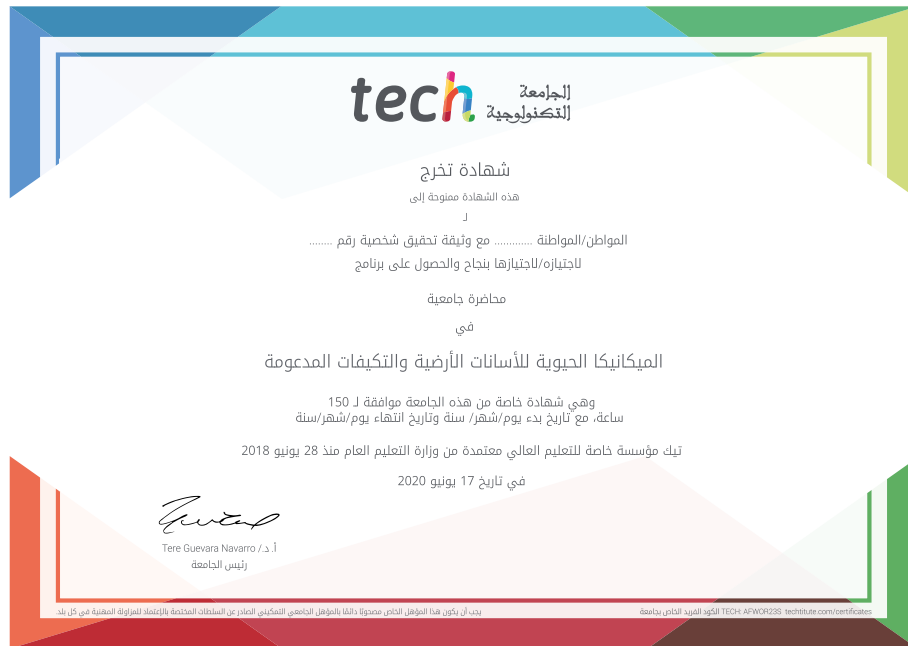 tech الجامعة
التكنولوجية
شهادة تخرج
هذه الشهادة ممنوحة إلى
لـ
المواطن/المواطنة ............. مع وثيقة تحقيق شخصية رقم ........
لاجتيازه/لاجتيازها بنجاح والحصول على برنامج
محاضرة جامعية
في
الميكانيكا الحيوية للأسانات الأرضية والتكيفات المدعومة
وهي شهادة خاصة من هذه الجامعة موافقة لـ 150
ساعة، مع تاريخ بدء يوم/شهر/ سنة وتاريخ انتهاء يوم/شهر/سنة
تيك مؤسسة خاصة للتعليم العالي معتمدة من وزارة التعليم العام منذ 28 يونيو 2018
في تاريخ 17 يونيو 2020
أ. د./ Tere Guevara Navarro
رئيس الجامعة
يجب أن يكون هذا المؤهل الخاص مصحوبًا دائمًا بالمؤهل الجامعي التمكيني الصادر عن السلطات المختصة بالإعتماد للمزاولة المهنية في كل بلد.
الكود الفريد الخاص بجامعة TECH: AFWOR23S techtitute.com/certificates